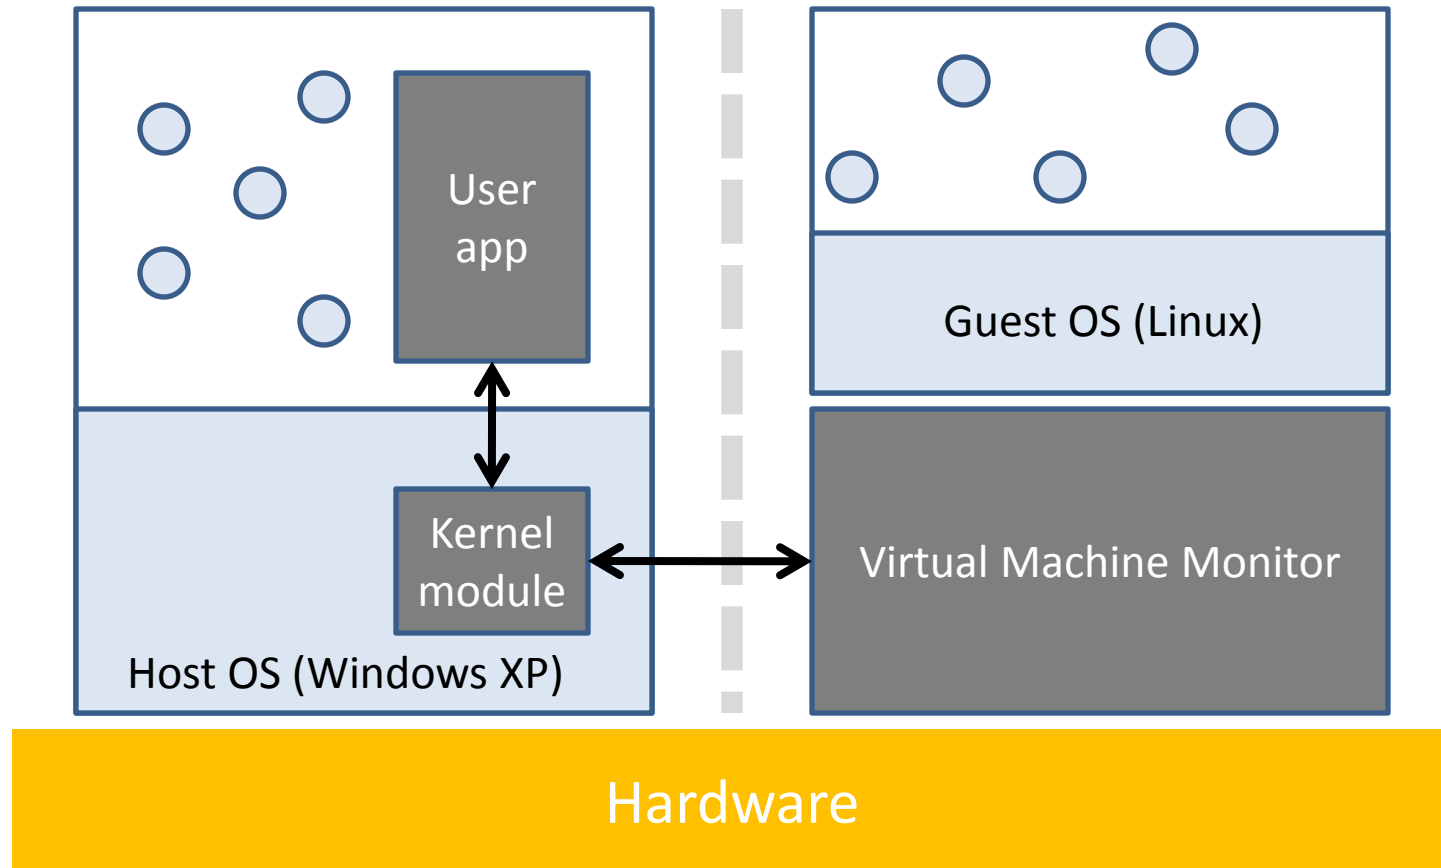 User
app
Guest OS (Linux)
Kernel
module
Virtual Machine Monitor
Host OS (Windows XP)
Hardware